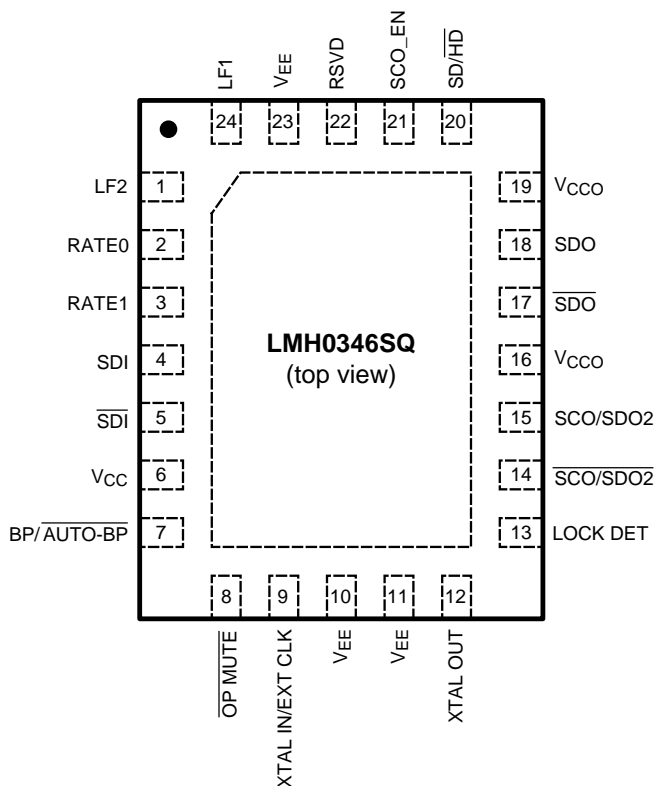 LF1
VEE
RSVD
SCO_EN
SD/HD
24
23
22
21
20
LF2
1
RATE0
2
RATE1
3
SDI
4
SDI
5
VCC
6
BP/AUTO-BP
7
LMH0346SQ
(top view)
19
VCCO
18
SDO
17
SDO
16
VCCO
15
SCO/SDO2
14
SCO/SDO2
13
LOCK DET
8
9
10
11
12
OP MUTE
XTAL IN/EXT CLK
VEE
VEE
XTAL OUT